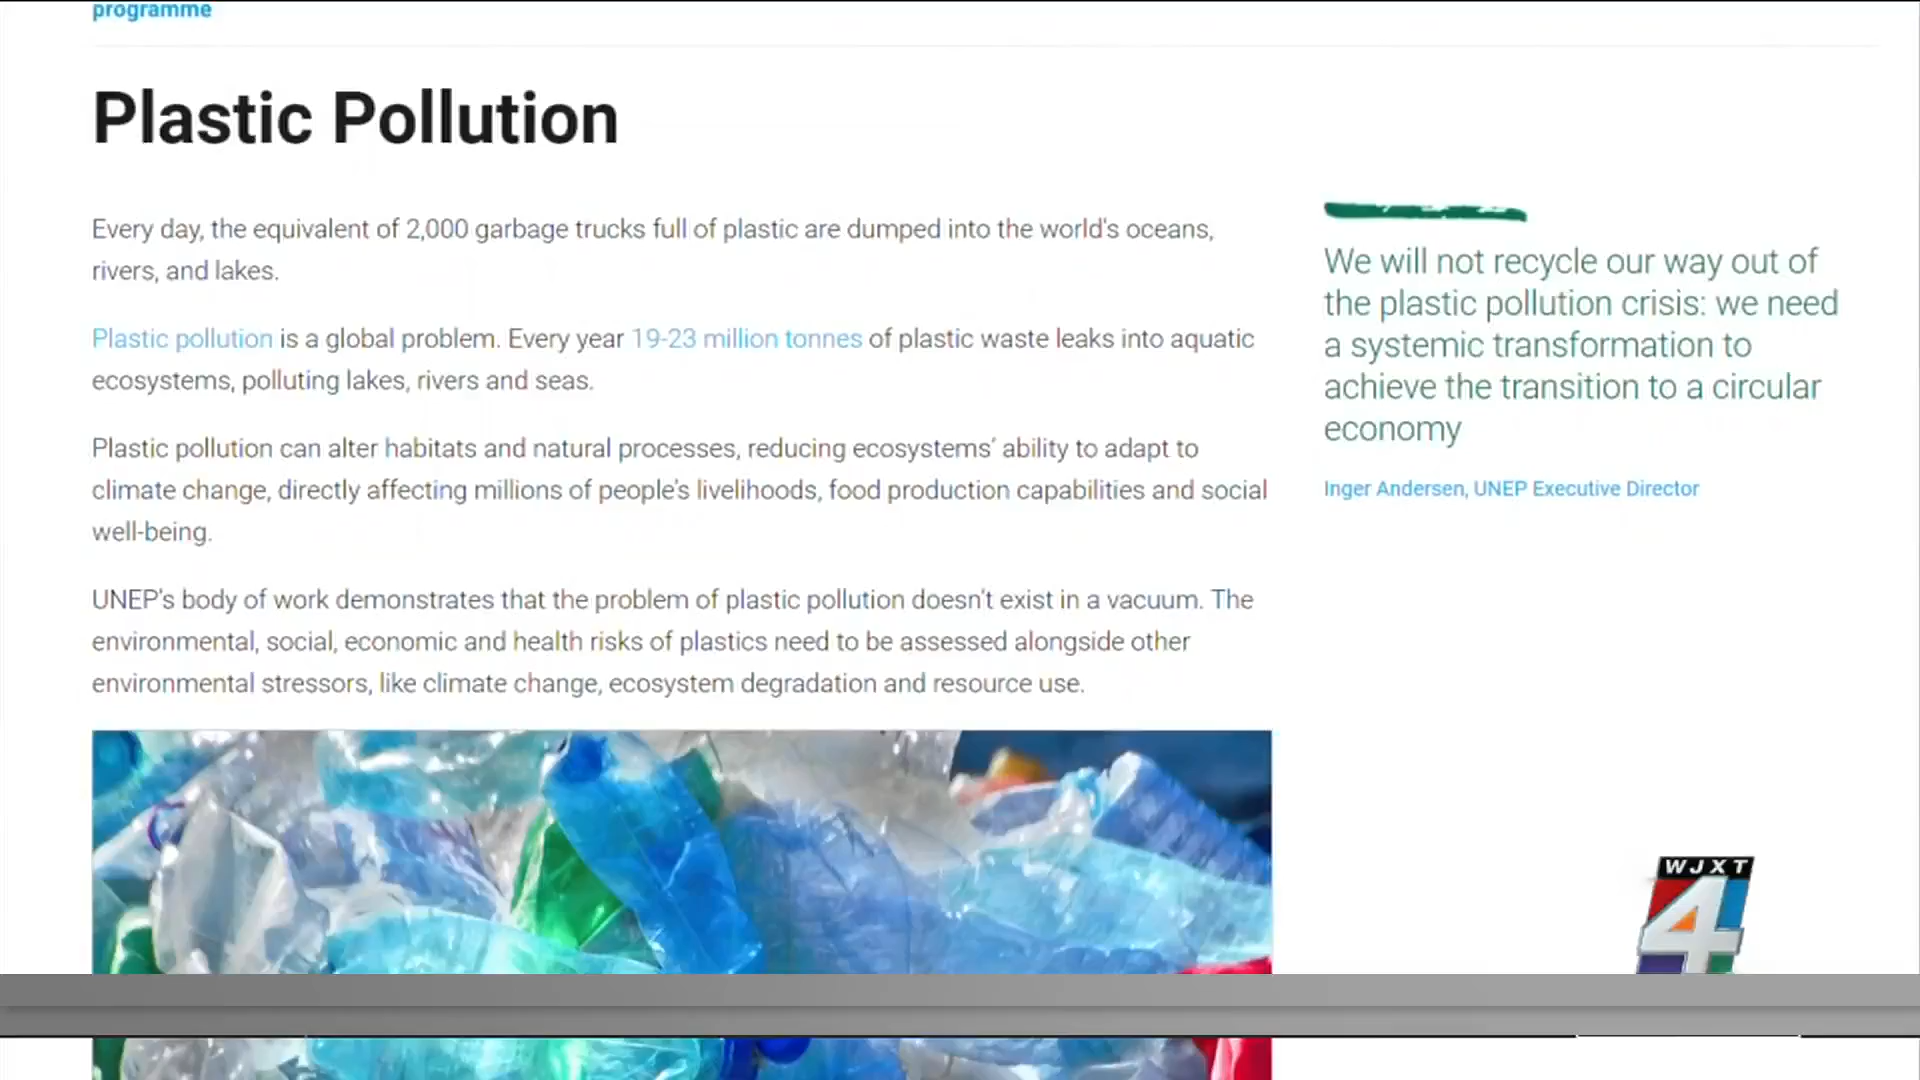 programme
Plastic Pollution
Every day, the equivalent of 2,000 garbage trucks full of plastic are dumped into the world's oceans,
rivers, and lakes.
Plastic pollution is a global problem. Every year 19-23 million tonnes of plastic waste leaks into aquatic
ecosystems, polluting lakes, rivers and seas.
Plastic pollution can alter habitats and natural processes, reducing ecosystems’ ability to adapt to
climate change, directly affecting millions of people’s livelihoods, food production capabilities and social
well-being.
UNEP’s body of work demonstrates that the problem of plastic pollution doesn’t exist in a vacuum. The
environmental, social, economic and health risks of plastics need to be assessed alongside other
environmental stressors, like climate change, ecosystem degradation and resource use.
We will not recycle our way out of
the plastic pollution crisis: we need
a systemic transformation to
achieve the transition to a circular
economy
Inger Andersen, UNEP Executive Director
WJXT
4